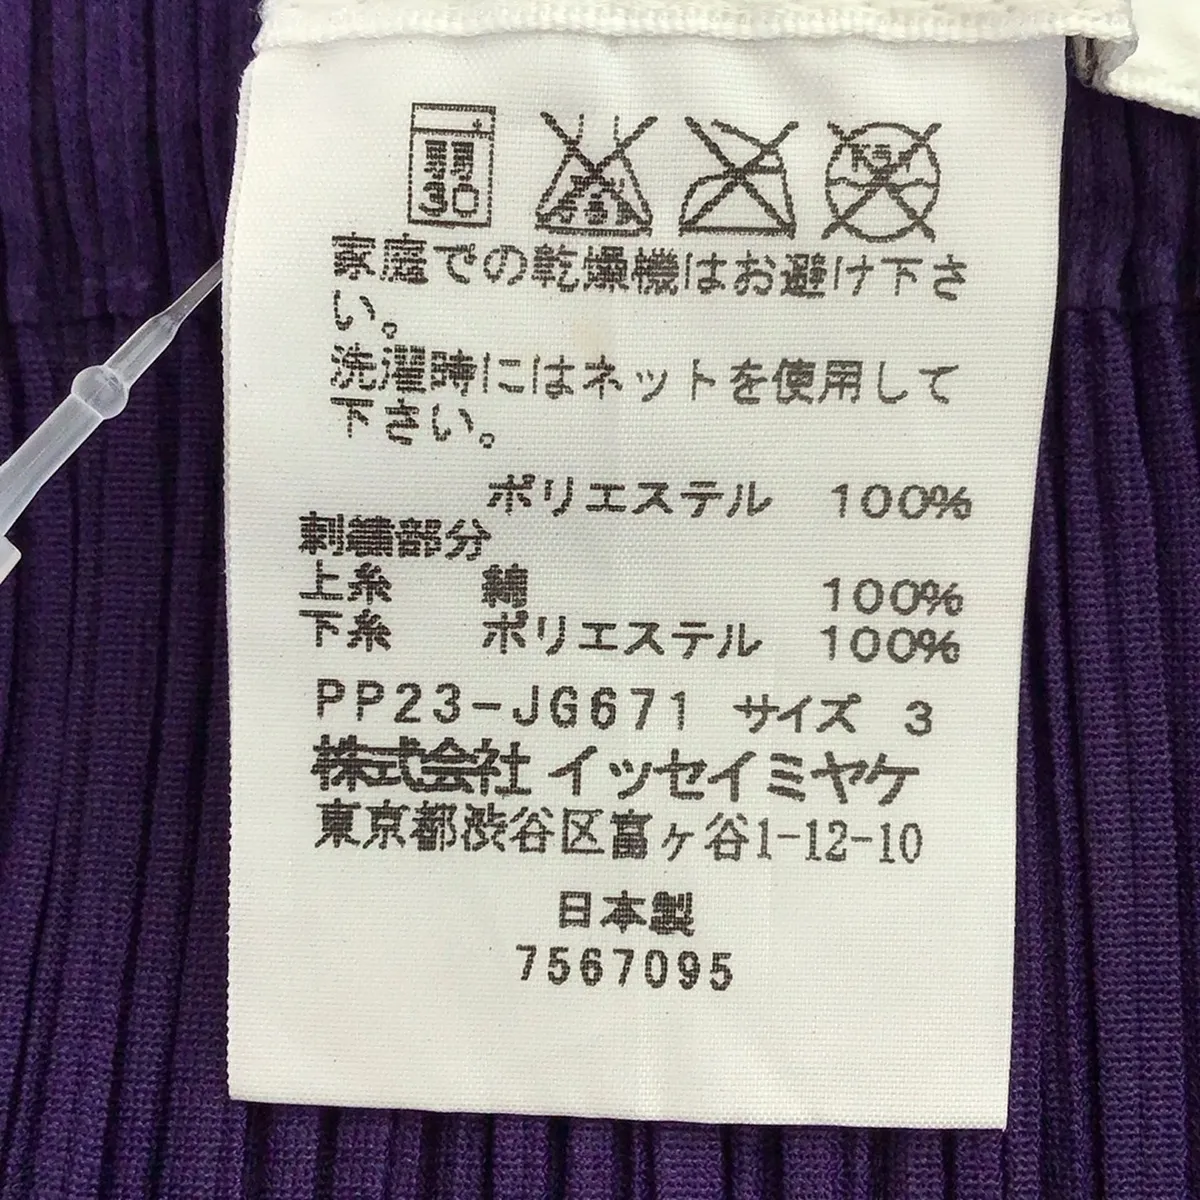 弱
30
家庭での乾燥機はお避け下さ
い。
洗濯時にはネットを使用して
下さい。
ポリエステル 100%
刺繍部分
上糸 綿 100%
下糸 ポリエステル 100%
PP23-JG671 サイズ 3
株式会社 イッセイミヤケ
東京都渋谷区富ヶ谷1-12-10
日本製
7567095